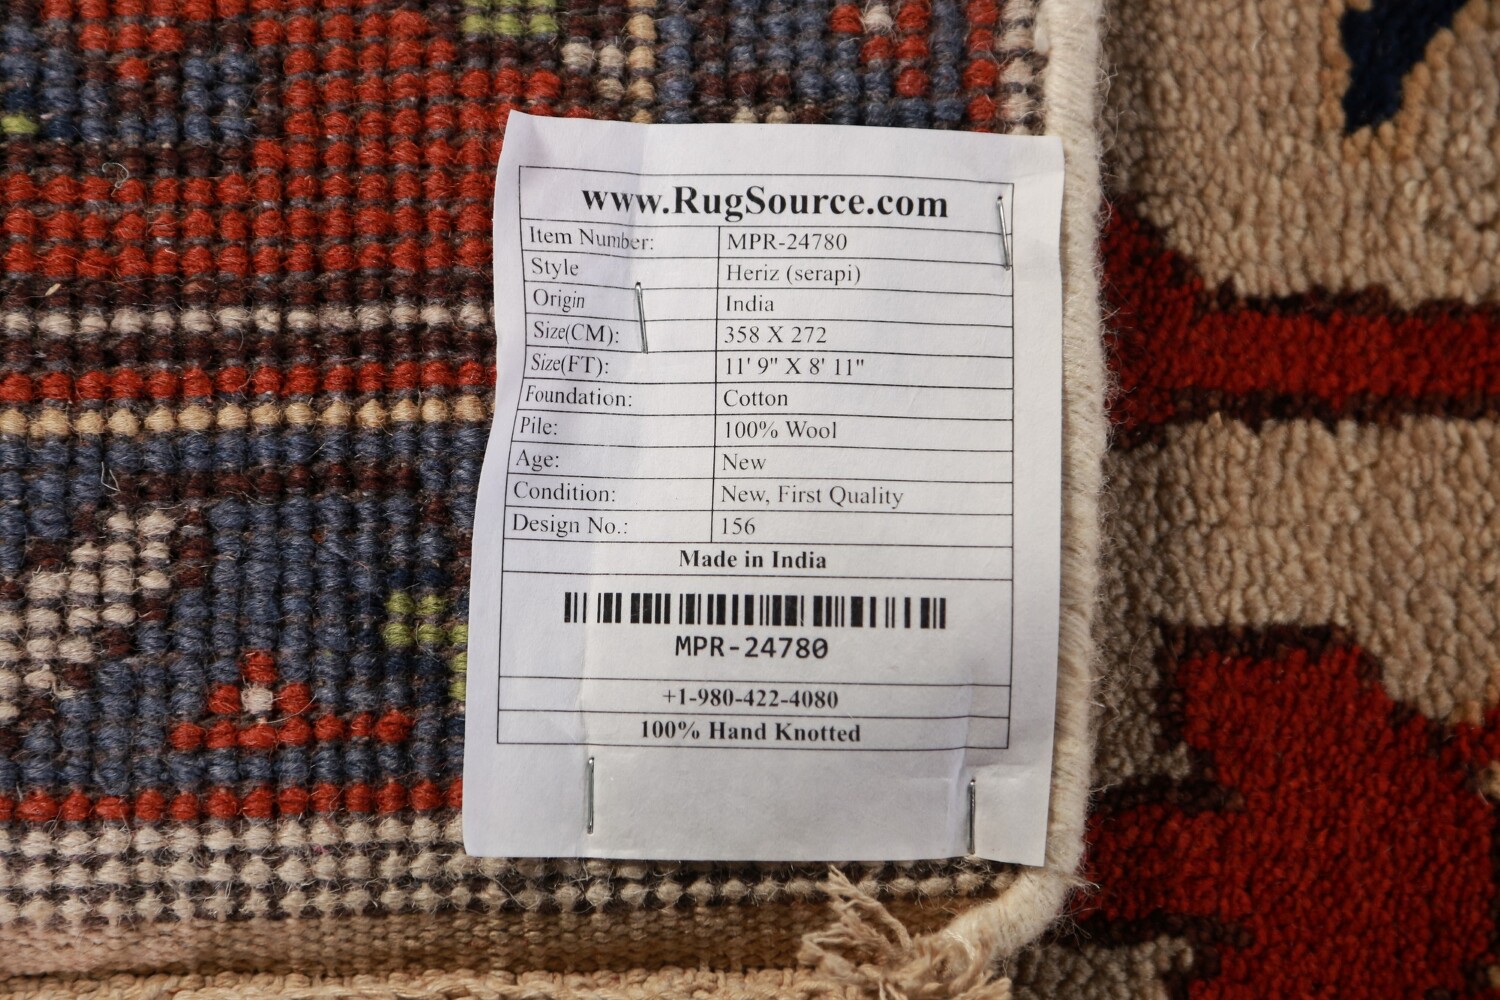 www.RugSource.com
Item Number: MPR-24780
Style Heriz (serapi)
Origin India
Size(CM): 358 X 272
Size(FT): 11' 9" X 8' 11"
Foundation: Cotton
Pile: 100% Wool
Age: New
Condition: New, First Quality
Design No.: 156
Made in India
MPR-24780
+1-980-422-4080
100% Hand Knotted